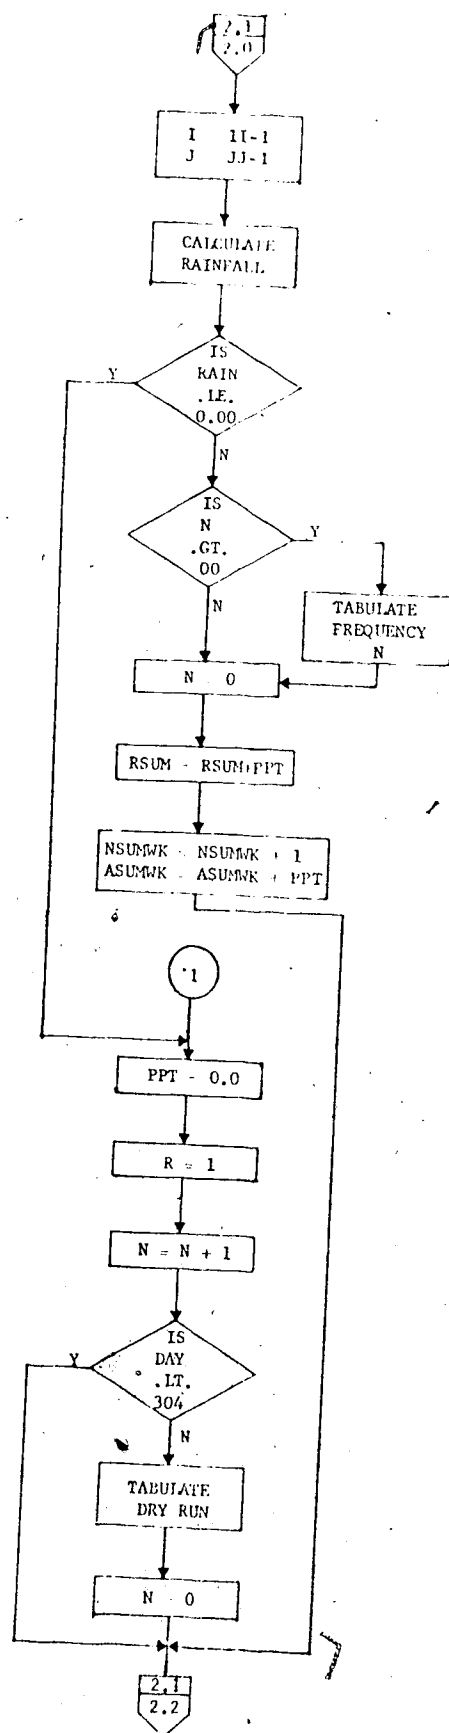 2.1
2.0
I II-1
J JJ-1
CALCULATE
RAINFALL
IS
RAIN
.LE.
0.00
Y
N
IS
N
.GT.
00
Y
N
TABULATE
FREQUENCY
N
N 0
RSUM - RSUM+PPT
NSUMWK - NSUMWK + 1
ASUMWK - ASUMWK + PPT
1
PPT - 0.0
R = 1
N = N + 1
IS
DAY
.LT.
304
Y
N
TABULATE
DRY RUN
N 0
2.1
2.2